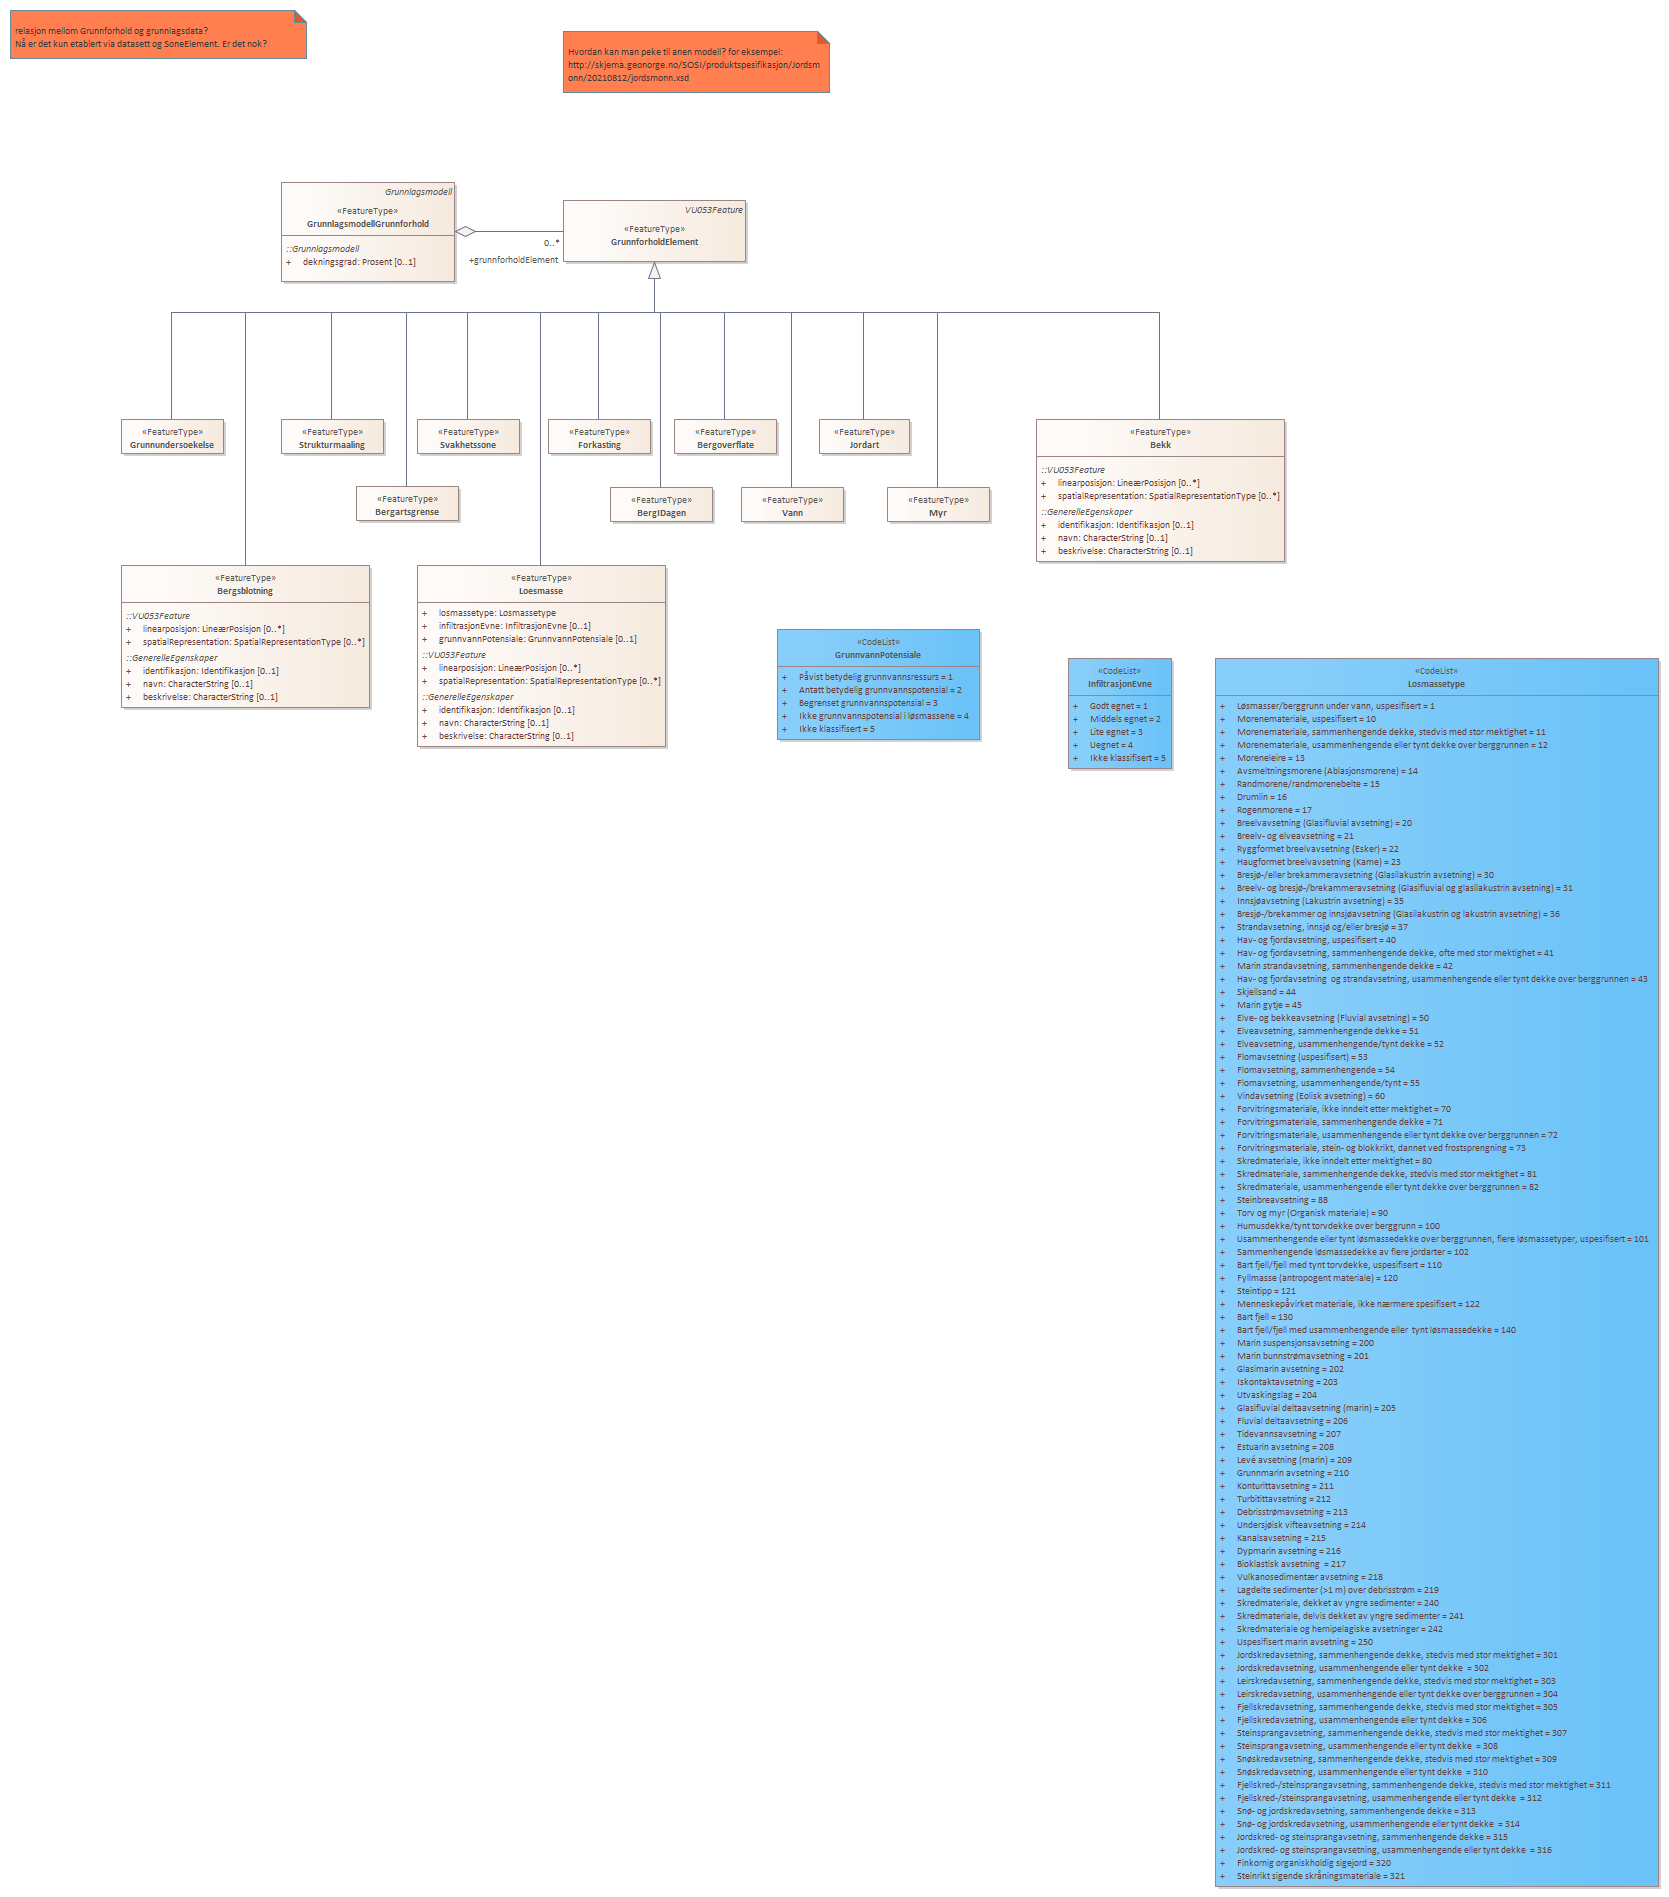 relasjon mellom Grunnforhold og grunnlagsdata?
Nå er det kun etablert via datasett og SoneElement. Er det nok?
Hvordan kan man peke til anen modell? for eksempel:
http://skjema.geonorge.no/SOSI/produktspesifikasjon/Jordsm
onn/20210812/jordsmonn.xsd
Grunnlagsmodell
«FeatureType»
GrunnlagsmodellGrunnforhold
::Grunnlagsmodell
+ dekningsgrad: Prosent [0..1]
VU053Feature
«FeatureType»
GrunnforholdElement
0..*
+grunnforholdElement
«FeatureType»
Grunnundersoekelse
«FeatureType»
Strukturmaaling
«FeatureType»
Svakhetssone
«FeatureType»
Forkasting
«FeatureType»
Bergoverflate
«FeatureType»
Jordart
«FeatureType»
Bekk
::VU053Feature
+ linearposisjon: LineærPosisjon [0..*]
+ spatialRepresentation: SpatialRepresentationType [0..*]
::GenerelleEgenskaper
+ identifikasjon: Identifikasjon [0..1]
+ navn: CharacterString [0..1]
+ beskrivelse: CharacterString [0..1]
«FeatureType»
Bergartsgrense
«FeatureType»
BergIDagen
«FeatureType»
Vann
«FeatureType»
Myr
«FeatureType»
Bergsblotning
::VU053Feature
+ linearposisjon: LineærPosisjon [0..*]
+ spatialRepresentation: SpatialRepresentationType [0..*]
::GenerelleEgenskaper
+ identifikasjon: Identifikasjon [0..1]
+ navn: CharacterString [0..1]
+ beskrivelse: CharacterString [0..1]
«FeatureType»
Loesmasse
+ losmassetype: Losmassetype
+ infiltrasjonEvne: InfiltrasjonEvne [0..1]
+ grunnvannPotensiale: GrunnvannPotensiale [0..1]
::VU053Feature
+ linearposisjon: LineærPosisjon [0..*]
+ spatialRepresentation: SpatialRepresentationType [0..*]
::GenerelleEgenskaper
+ identifikasjon: Identifikasjon [0..1]
+ navn: CharacterString [0..1]
+ beskrivelse: CharacterString [0..1]
«CodeList»
GrunnvannPotensiale
+ Påvist betydelig grunnvannsressurs = 1
+ Antatt betydelig grunnvannspotensial = 2
+ Begrenset grunnvannspotensial = 3
+ Ikke grunnvannspotensial i løsmassene = 4
+ Ikke klassifisert = 5
«CodeList»
InfiltrasjonEvne
+ Godt egnet = 1
+ Middels egnet = 2
+ Lite egnet = 3
+ Uegnet = 4
+ Ikke klassifisert = 5
«CodeList»
Losmassetype
+ Løsmasser/berggrunn under vann, uspesifisert = 1
+ Morenemateriale, uspesifisert = 10
+ Morenemateriale, sammenhengende dekke, stedvis med stor mektighet = 11
+ Morenemateriale, usammenhengende eller tynt dekke over berggrunnen = 12
+ Moreneleire = 13
+ Avsmeltningsmorene (Ablasjonsmorene) = 14
+ Randmorene/randmorenebelte = 15
+ Drumlin = 16
+ Rogenmorene = 17
+ Breelvavsetning (Glasifluvial avsetning) = 20
+ Breelv- og elveavsetning = 21
+ Ryggformet breelvavsetning (Esker) = 22
+ Haugformet breelvavsetning (Kame) = 23
+ Bresjø-/eller brekammeravsetning (Glasilakustrin avsetning) = 30
+ Breelv- og bresjø-/brekammeravsetning (Glasifluvial og glasilakustrin avsetning) = 31
+ Innsjøavsetning (Lakustrin avsetning) = 35
+ Bresjø-/brekammer og innsjøavsetning (Glasilakustrin og lakustrin avsetning) = 36
+ Strandavsetning, innsjø og/eller bresjø = 37
+ Hav- og fjordavsetning, uspesifisert = 40
+ Hav- og fjordavsetning, sammenhengende dekke, ofte med stor mektighet = 41
+ Marin strandavsetning, sammenhengende dekke = 42
+ Hav- og fjordavsetning  og strandavsetning, usammenhengende eller tynt dekke over berggrunnen = 43
+ Skjellsand = 44
+ Marin gytje = 45
+ Elve- og bekkeavsetning (Fluvial avsetning) = 50
+ Elveavsetning, sammenhengende dekke = 51
+ Elveavsetning, usammenhengende/tynt dekke = 52
+ Flomavsetning (uspesifisert) = 53
+ Flomavsetning, sammenhengende = 54
+ Flomavsetning, usammenhengende/tynt = 55
+ Vindavsetning (Eolisk avsetning) = 60
+ Forvitringsmateriale, ikke inndelt etter mektighet = 70
+ Forvitringsmateriale, sammenhengende dekke = 71
+ Forvitringsmateriale, usammenhengende eller tynt dekke over berggrunnen = 72
+ Forvitringsmateriale, stein- og blokkrikt, dannet ved frostsprengning = 73
+ Skredmateriale, ikke inndelt etter mektighet = 80
+ Skredmateriale, sammenhengende dekke, stedvis med stor mektighet = 81
+ Skredmateriale, usammenhengende eller tynt dekke over berggrunnen = 82
+ Steinbreavsetning = 88
+ Torv og myr (Organisk materiale) = 90
+ Humusdekke/tynt torvdekke over berggrunn = 100
+ Usammenhengende eller tynt løsmassedekke over berggrunnen, flere løsmassetyper, uspesifisert = 101
+ Sammenhengende løsmassedekke av flere jordarter = 102
+ Bart fjell/fjell med tynt torvdekke, uspesifisert = 110
+ Fyllmasse (antropogent materiale) = 120
+ Steintipp = 121
+ Menneskepåvirket materiale, ikke nærmere spesifisert = 122
+ Bart fjell = 130
+ Bart fjell/fjell med usammenhengende eller  tynt løsmassedekke = 140
+ Marin suspensjonsavsetning = 200
+ Marin bunnstrømavsetning = 201
+ Glasimarin avsetning = 202
+ Iskontaktavsetning = 203
+ Utvaskingslag = 204
+ Glasifluvial deltaavsetning (marin) = 205
+ Fluvial deltaavsetning = 206
+ Tidevannsavsetning = 207
+ Estuarin avsetning = 208
+ Levé avsetning (marin) = 209
+ Grunnmarin avsetning = 210
+ Konturittavsetning = 211
+ Turbitittavsetning = 212
+ Debrisstrømavsetning = 213
+ Undersjøisk vifteavsetning = 214
+ Kanalsavsetning = 215
+ Dypmarin avsetning = 216
+ Bioklastisk avsetning  = 217
+ Vulkanosedimentær avsetning = 218
+ Lagdelte sedimenter (>1 m) over debrisstrøm = 219
+ Skredmateriale, dekket av yngre sedimenter = 240
+ Skredmateriale, delvis dekket av yngre sedimenter = 241
+ Skredmateriale og hemipelagiske avsetninger = 242
+ Uspesifisert marin avsetning = 250
+ Jordskredavsetning, sammenhengende dekke, stedvis med stor mektighet = 301
+ Jordskredavsetning, usammenhengende eller tynt dekke  = 302
+ Leirskredavsetning, sammenhengende dekke, stedvis med stor mektighet = 303
+ Leirskredavsetning, usammenhengende eller tynt dekke over berggrunnen = 304
+ Fjellskredavsetning, sammenhengende dekke, stedvis med stor mektighet = 305
+ Fjellskredavsetning, usammenhengende eller tynt dekke = 306
+ Steinsprangavsetning, sammenhengende dekke, stedvis med stor mektighet = 307
+ Steinsprangavsetning, usammenhengende eller tynt dekke  = 308
+ Snøskredavsetning, sammenhengende dekke, stedvis med stor mektighet = 309
+ Snøskredavsetning, usammenhengende eller tynt dekke  = 310
+ Fjellskred-/steinsprangavsetning, sammenhengende dekke, stedvis med stor mektighet = 311
+ Fjellskred-/steinsprangavsetning, usammenhengende eller tynt dekke  = 312
+ Snø- og jordskredavsetning, sammenhengende dekke = 313
+ Snø- og jordskredavsetning, usammenhengende eller tynt dekke  = 314
+ Jordskred- og steinsprangavsetning, sammenhengende dekke = 315
+ Jordskred- og steinsprangavsetning, usammenhengende eller tynt dekke  = 316
+ Finkornig organiskholdig sigejord = 320
+ Steinrikt sigende skråningsmateriale = 321